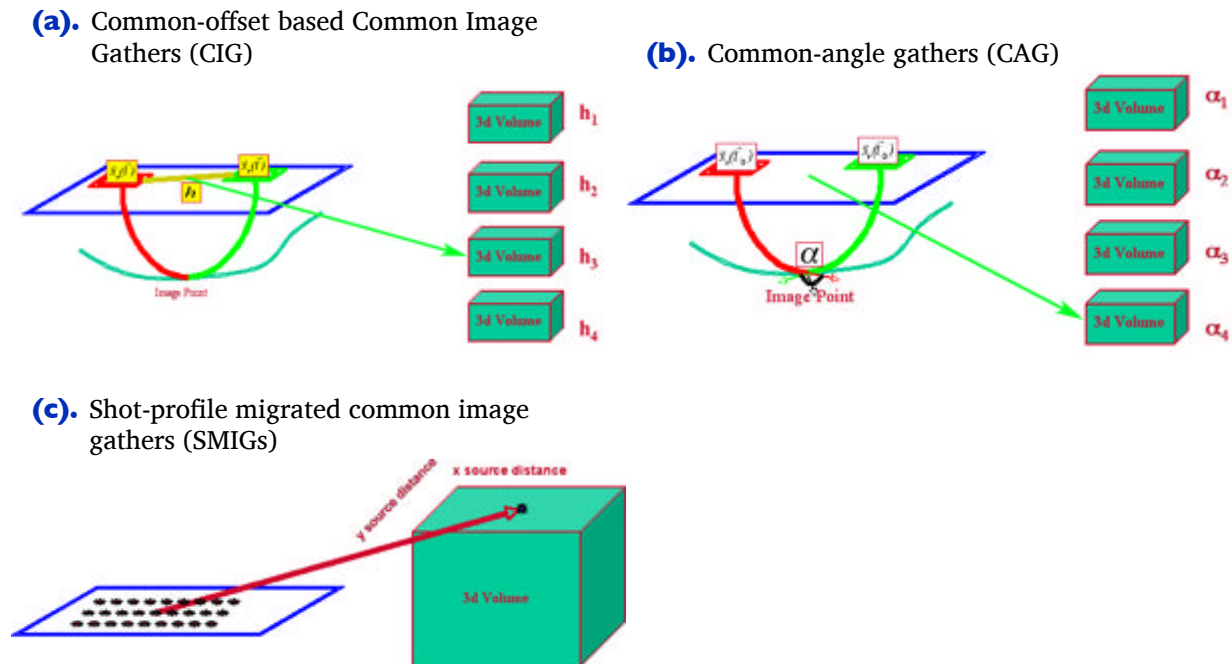 (a). Common-offset based Common Image
Gathers (CIG)
h
Image Point
3d Volume h₁
3d Volume h₂
3d Volume h₃
3d Volume h₄
(b). Common-angle gathers (CAG)
α
Image Point
3d Volume α₁
3d Volume α₂
3d Volume α₃
3d Volume α₄
(c). Shot-profile migrated common image
gathers (SMIGs)
x source distance
y source distance
3d Volume